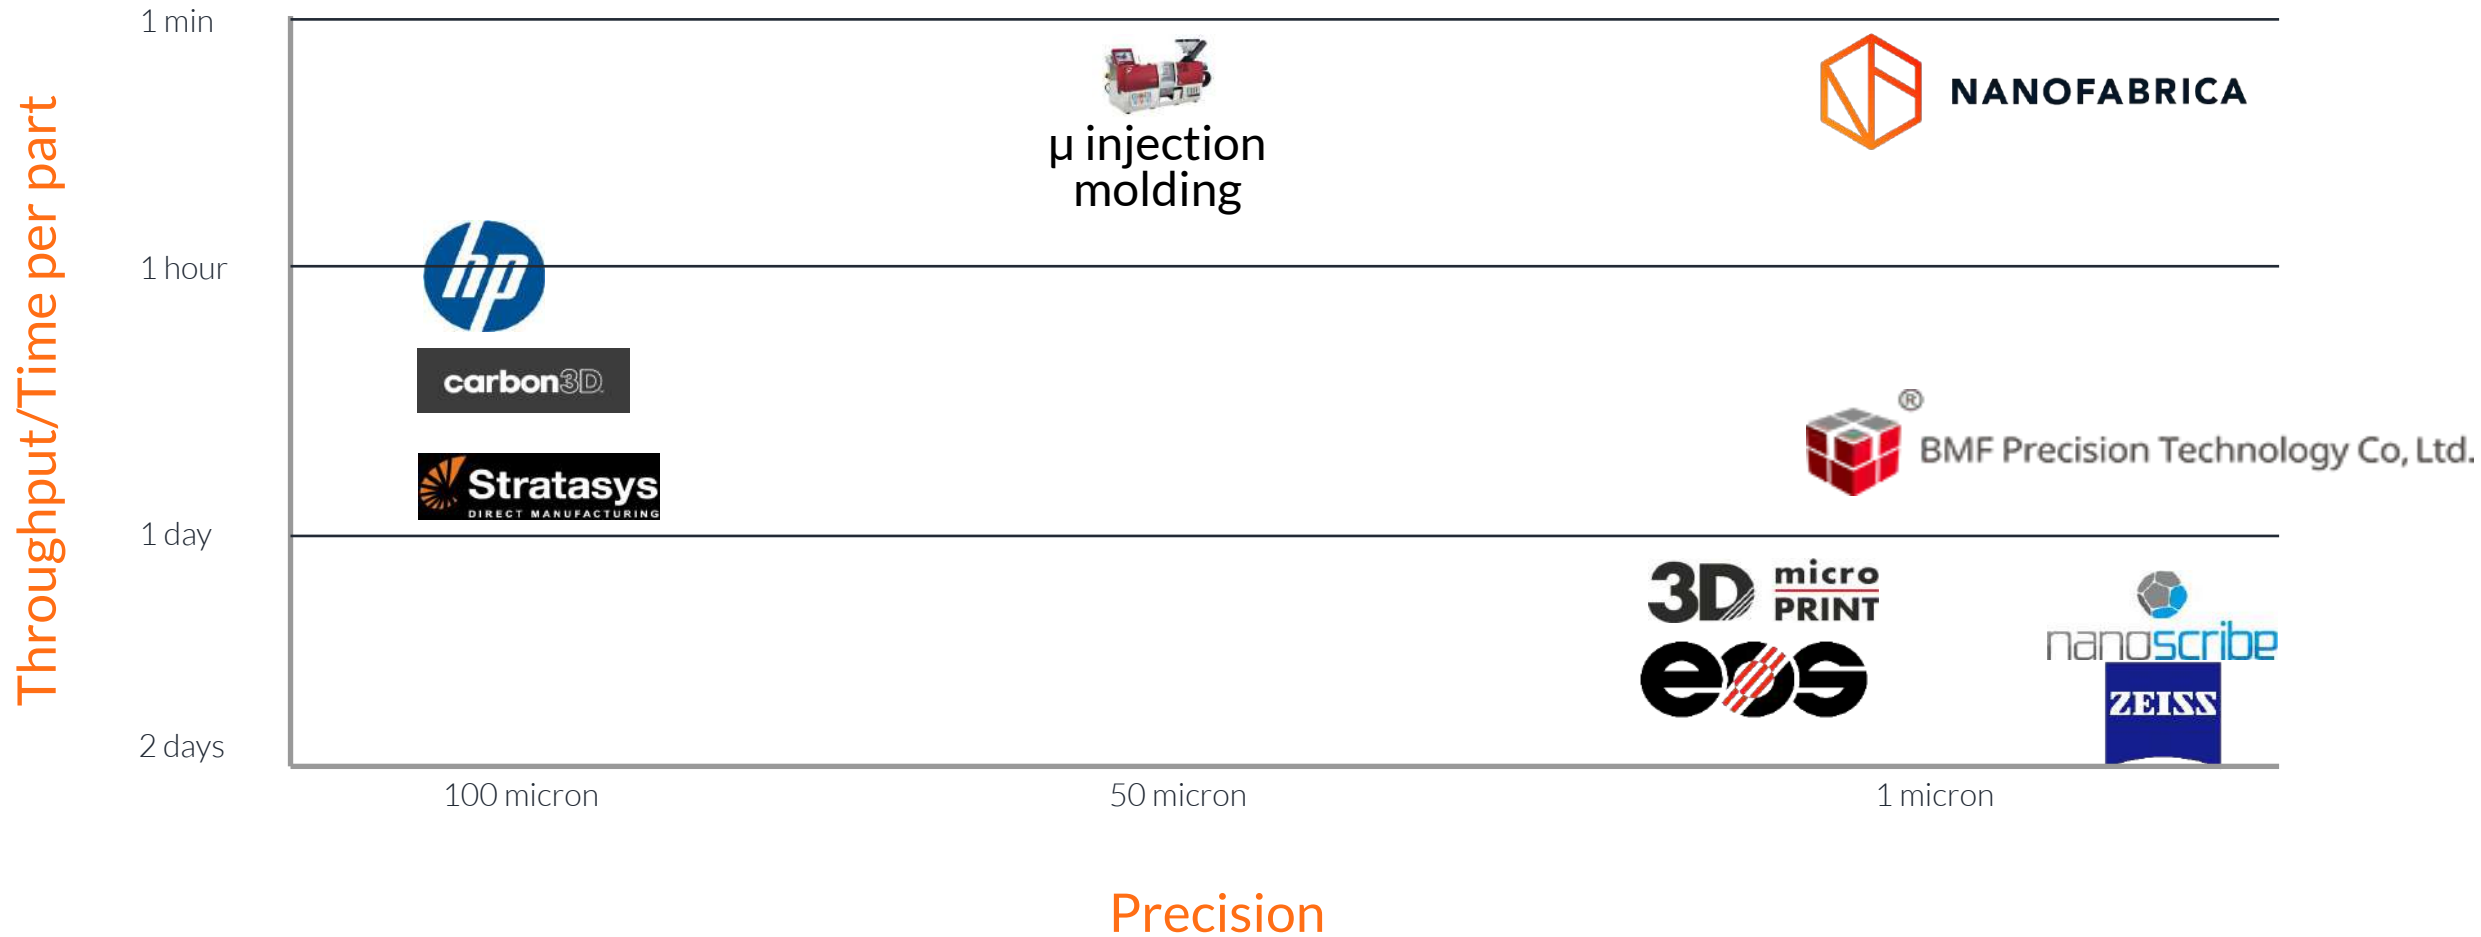 1 min
NANOFABRICA
µ injection
molding
Throughput/Time per part
hp
1 hour
carbon3D
®
BMF Precision Technology Co, Ltd.
Stratasys
DIRECT MANUFACTURING
1 day
3D micro
PRINT
nanoscribe
eos
ZEISS
2 days
100 micron
50 micron
1 micron
Precision